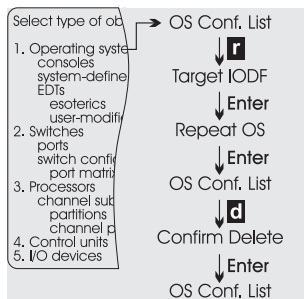 Select type of ob
1. Operating syste
consoles
system-define
EDTs
esoterics
user-modifi
2. Switches
ports
switch config
port matri
3. Processors
channel sub
partitions
channel p
4. Control units
5. I/O devices
OS Conf. List
r
Target IODF
Enter
Repeat OS
Enter
OS Conf. List
d
Confirm Delete
Enter
OS Conf. List